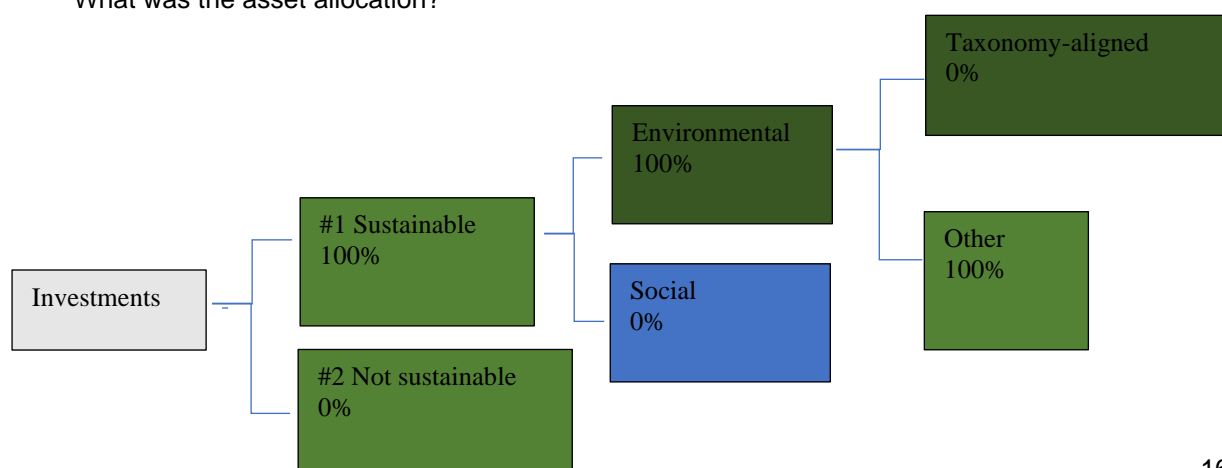 What was the asset allocation?
Taxonomy-aligned
0%
Environmental
100%
#1 Sustainable
100%
Other
100%
Investments
Social
0%
#2 Not sustainable
0%